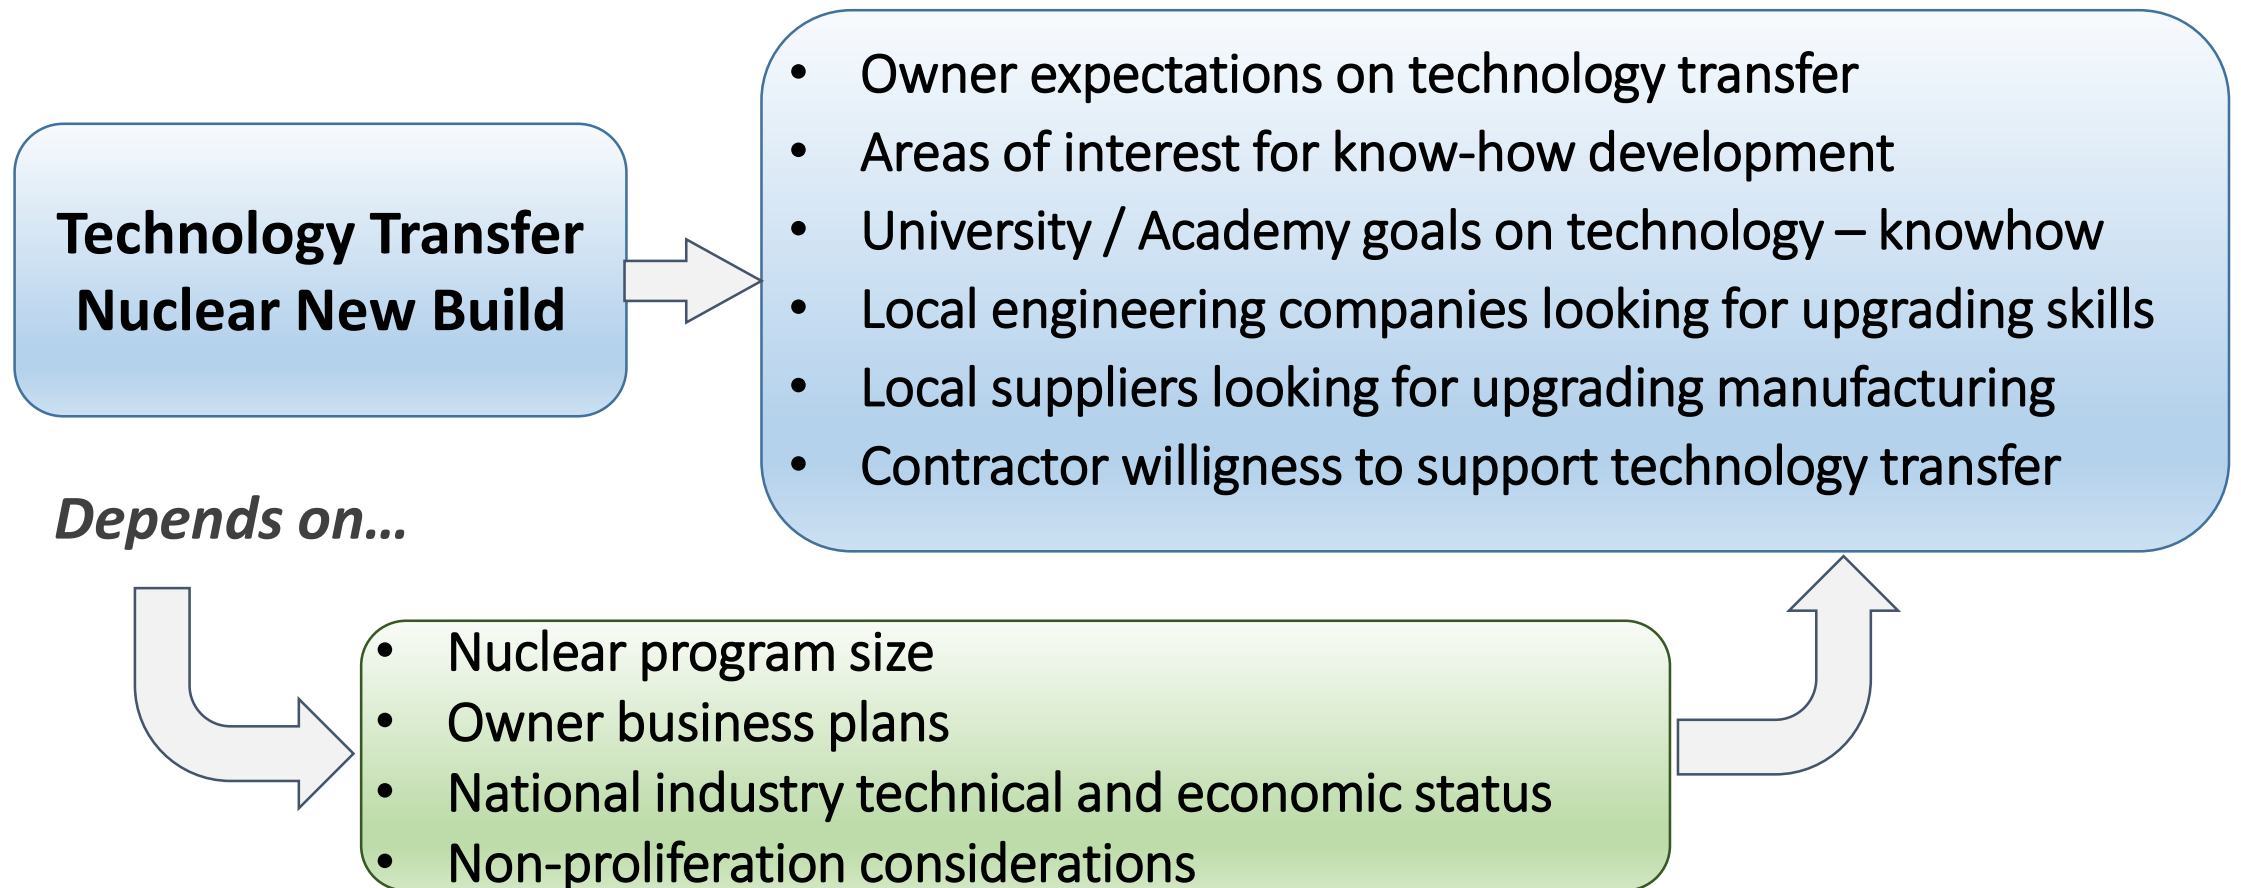 Technology Transfer
Nuclear New Build
• Owner expectations on technology transfer
• Areas of interest for know-how development
• University / Academy goals on technology – knowhow
• Local engineering companies looking for upgrading skills
• Local suppliers looking for upgrading manufacturing
• Contractor willigness to support technology transfer
Depends on...
• Nuclear program size
• Owner business plans
• National industry technical and economic status
• Non-proliferation considerations